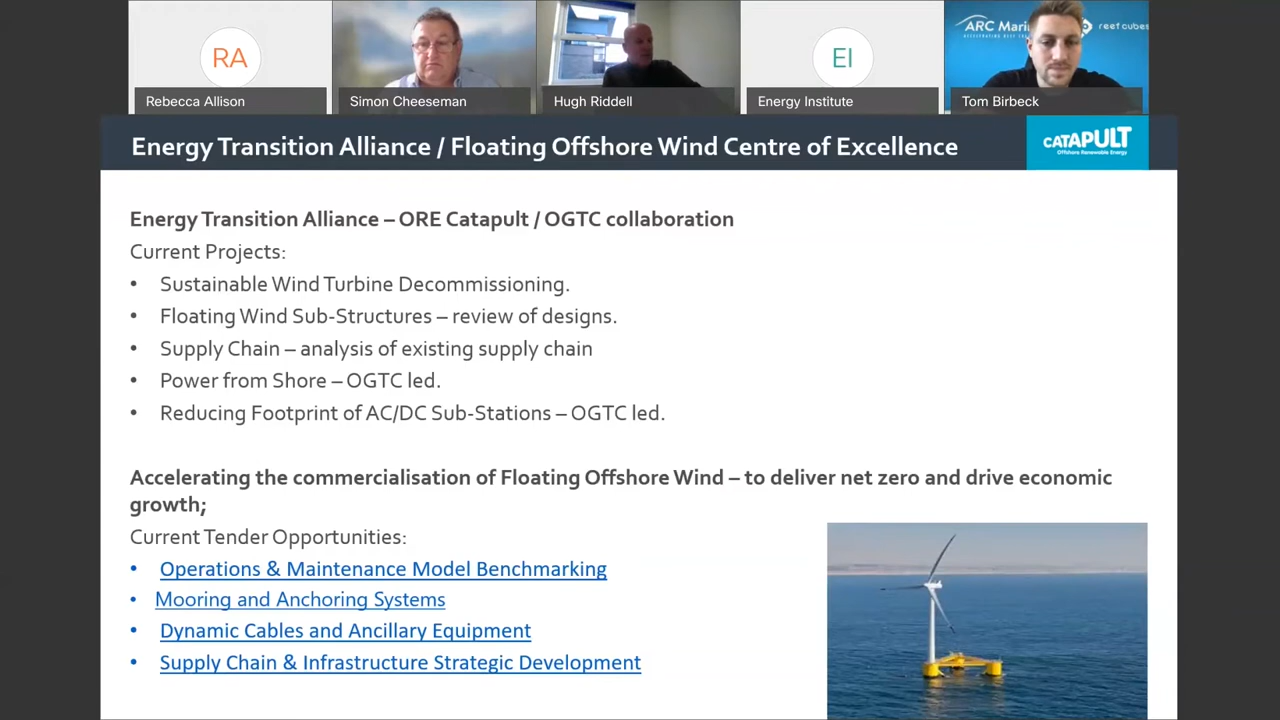 RA
EI
ARC Mari
reef cubes
Rebecca Allison
Simon Cheeseman
Hugh Riddell
Energy Institute
Tom Birbeck
Energy Transition Alliance / Floating Offshore Wind Centre of Excellence
CATAPULT
Offshore Renewable Energy
Energy Transition Alliance – ORE Catapult / OGTC collaboration
Current Projects:
• Sustainable Wind Turbine Decommissioning.
• Floating Wind Sub-Structures – review of designs.
• Supply Chain – analysis of existing supply chain
• Power from Shore – OGTC led.
• Reducing Footprint of AC/DC Sub-Stations – OGTC led.
Accelerating the commercialisation of Floating Offshore Wind – to deliver net zero and drive economic
growth;
Current Tender Opportunities:
• Operations & Maintenance Model Benchmarking
• Mooring and Anchoring Systems
• Dynamic Cables and Ancillary Equipment
• Supply Chain & Infrastructure Strategic Development